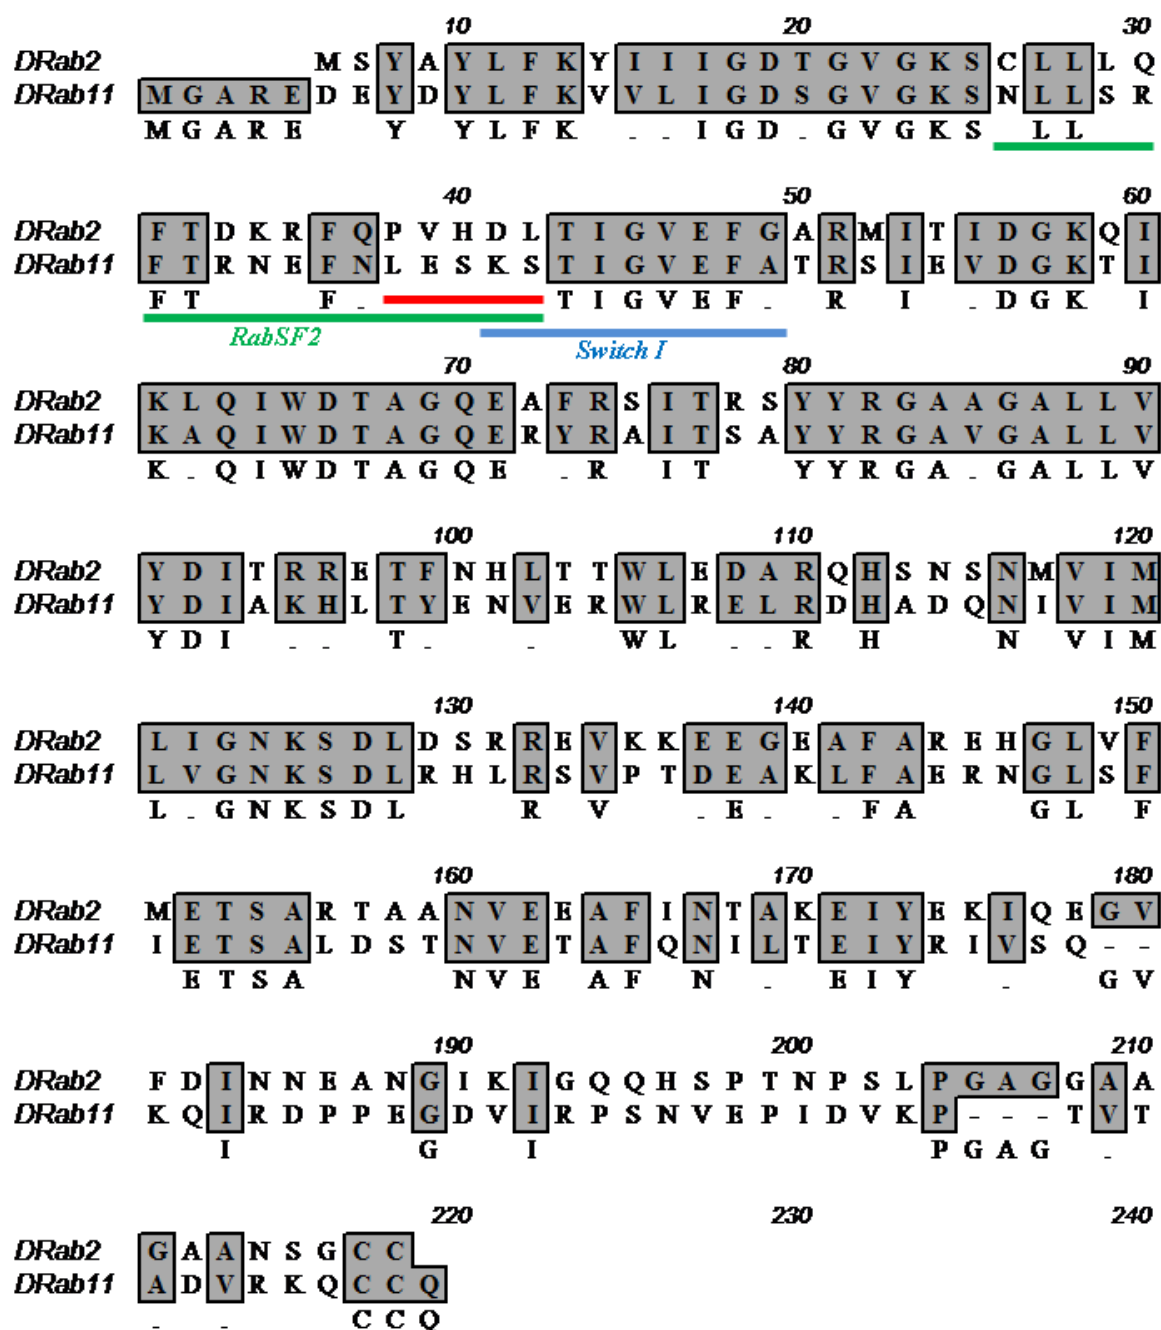 10 20 30
DRab2 M S Y A Y L F K Y I I I G D T G V G K S C L L L Q
DRab11 M G A R E D E Y D Y L F K V V L I G D S G V G K S N L L S R
M G A R E Y Y L F K . . I G D . G V G K S L L
40 50 60
DRab2 F T D K R F Q P V H D L T I G V E F G A R M I T I D G K Q I
DRab11 F T R N E F N L E S K S T I G V E F A T R S I E V D G K T I
F T F . T I G V E F . R I . D G K I
RabSF2 Switch I
70 80 90
DRab2 K L Q I W D T A G Q E A F R S I T R S Y Y R G A A G A L L V
DRab11 K A Q I W D T A G Q E R Y R A I T S A Y Y R G A V G A L L V
K . Q I W D T A G Q E . R I T Y Y R G A . G A L L V
100 110 120
DRab2 Y D I T R R E T F N H L T T W L E D A R Q H S N S N M V I M
DRab11 Y D I A K H L T Y E N V E R W L R E L R D H A D Q N I V I M
Y D I . . T . . W L . . R H N V I M
130 140 150
DRab2 L I G N K S D L D S R R E V K K E E G E A F A R E H G L V F
DRab11 L V G N K S D L R H L R S V P T D E A K L F A E R N G L S F
L . G N K S D L R V . E . . F A G L F
160 170 180
DRab2 M E T S A R T A A N V E E A F I N T A K E I Y E K I Q E G V
DRab11 I E T S A L D S T N V E T A F Q N I L T E I Y R I V S Q - -
E T S A N V E A F N . E I Y . G V
190 200 210
DRab2 F D I N N E A N G I K I G Q Q H S P T N P S L P G A G G A A
DRab11 K Q I R D P P E G D V I R P S N V E P I D V K P - - - T V T
I G I P G A G .
220 230 240
DRab2 G A A N S G C C
DRab11 A D V R K Q C C Q
. . C C Q